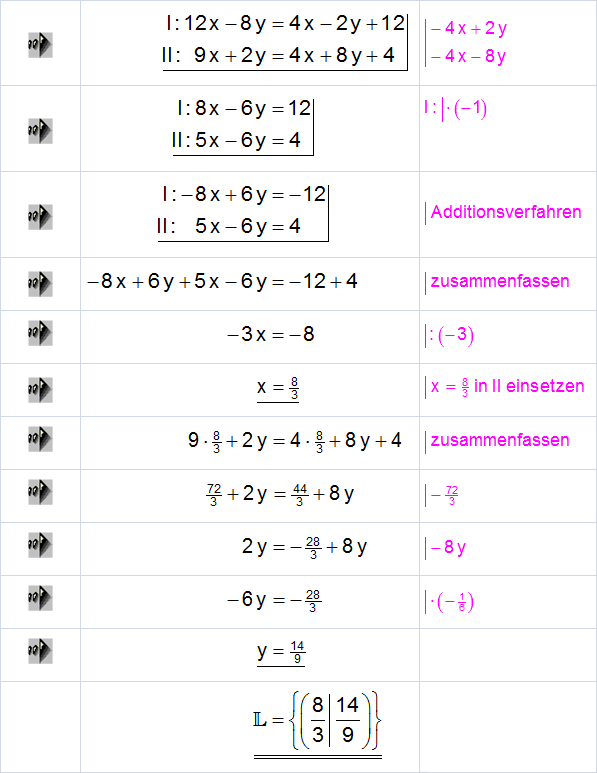 I: 12x − 8y = 4x − 2y + 12 | − 4x + 2y
II: 9x + 2y = 4x + 8y + 4 | − 4x − 8y
I: 8x − 6y = 12 I: | · (−1)
II: 5x − 6y = 4
I: −8x + 6y = −12
II: 5x − 6y = 4 | Additionsverfahren
−8x + 6y + 5x − 6y = −12 + 4 | zusammenfassen
−3x = −8 | : (−3)
x = 8/3 | x = 8/3 in II einsetzen
9 · 8/3 + 2y = 4 · 8/3 + 8y + 4 | zusammenfassen
72/3 + 2y = 44/3 + 8y | − 72/3
2y = − 28/3 + 8y | − 8y
−6y = − 28/3 | · (− 1/6)
y = 14/9
𝕃 = {(8/3 | 14/9)}